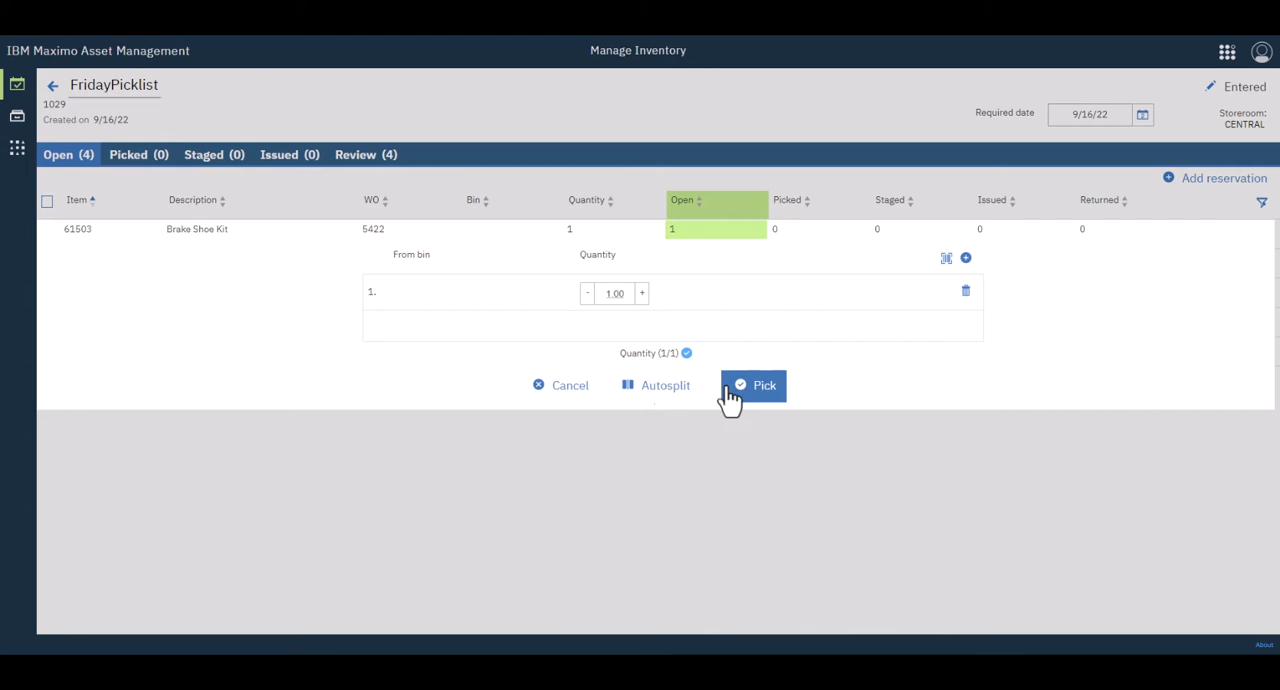 IBM Maximo Asset Management
Manage Inventory
FridayPicklist
Entered
1029
Created on 9/16/22
Required date
9/16/22
Storeroom:
CENTRAL
Open (4) Picked (0) Staged (0) Issued (0) Review (4)
Add reservation
Item Description WO Bin Quantity Open Picked Staged Issued Returned
61503 Brake Shoe Kit 5422 1 1 0 0 0 0
From bin Quantity
1. - 1.00 +
Quantity (1/1)
Cancel Autosplit Pick
About